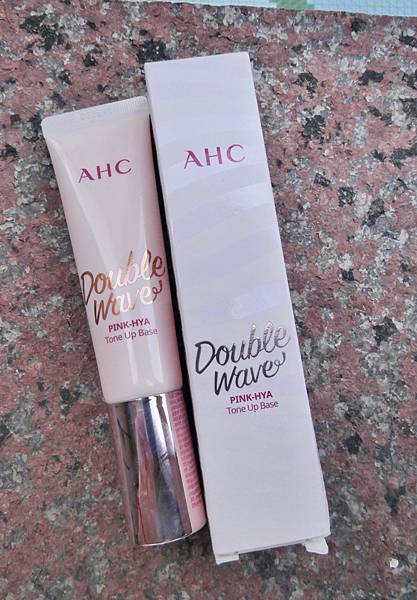 AHC
Double
Wave
PINK-HYA
Tone Up Base
AHC
Double
Wave
PINK-HYA
Tone Up Base